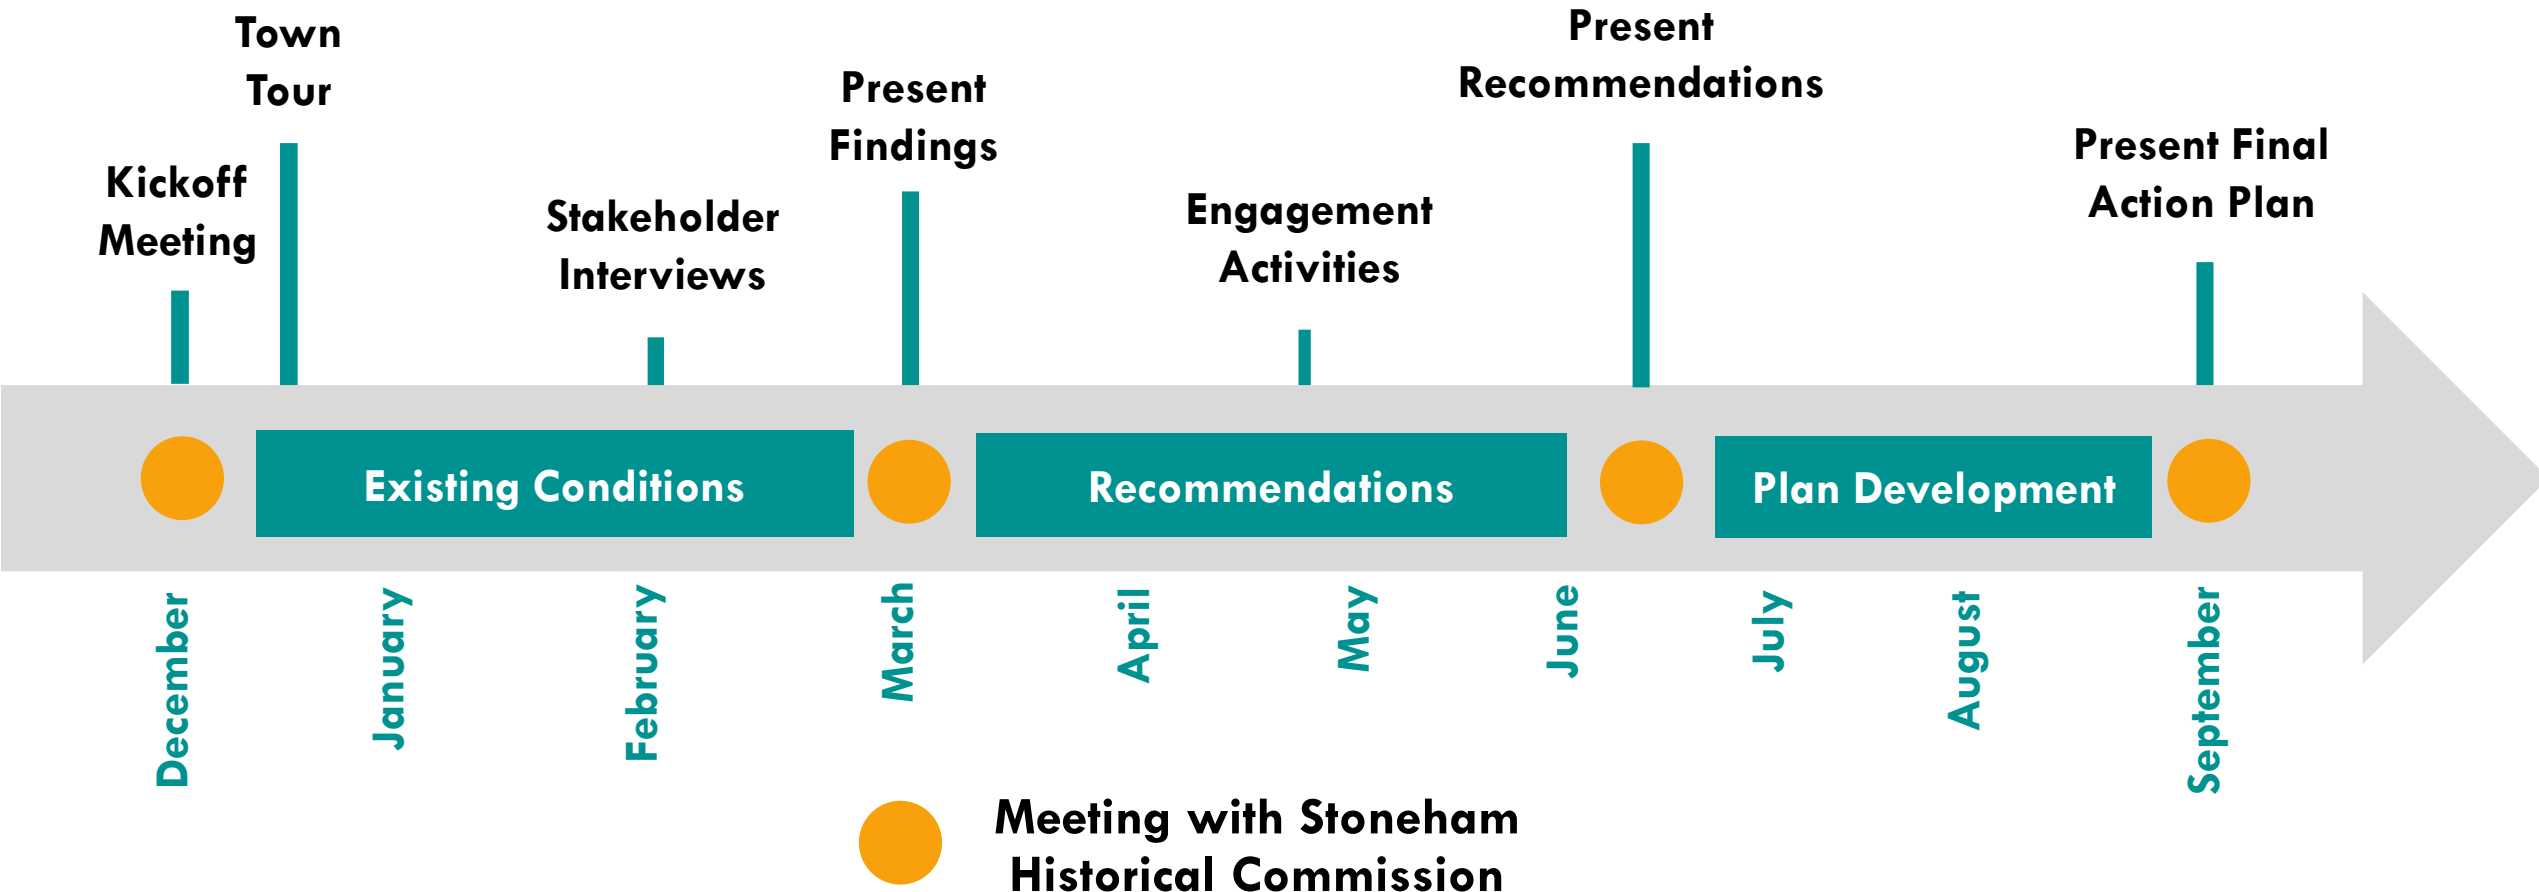 Town
Tour
Kickoff
Meeting
Stakeholder
Interviews
Present
Findings
Engagement
Activities
Present
Recommendations
Present Final
Action Plan
Existing Conditions
Recommendations
Plan Development
December
January
February
March
April
May
June
July
August
September
Meeting with Stoneham
Historical Commission